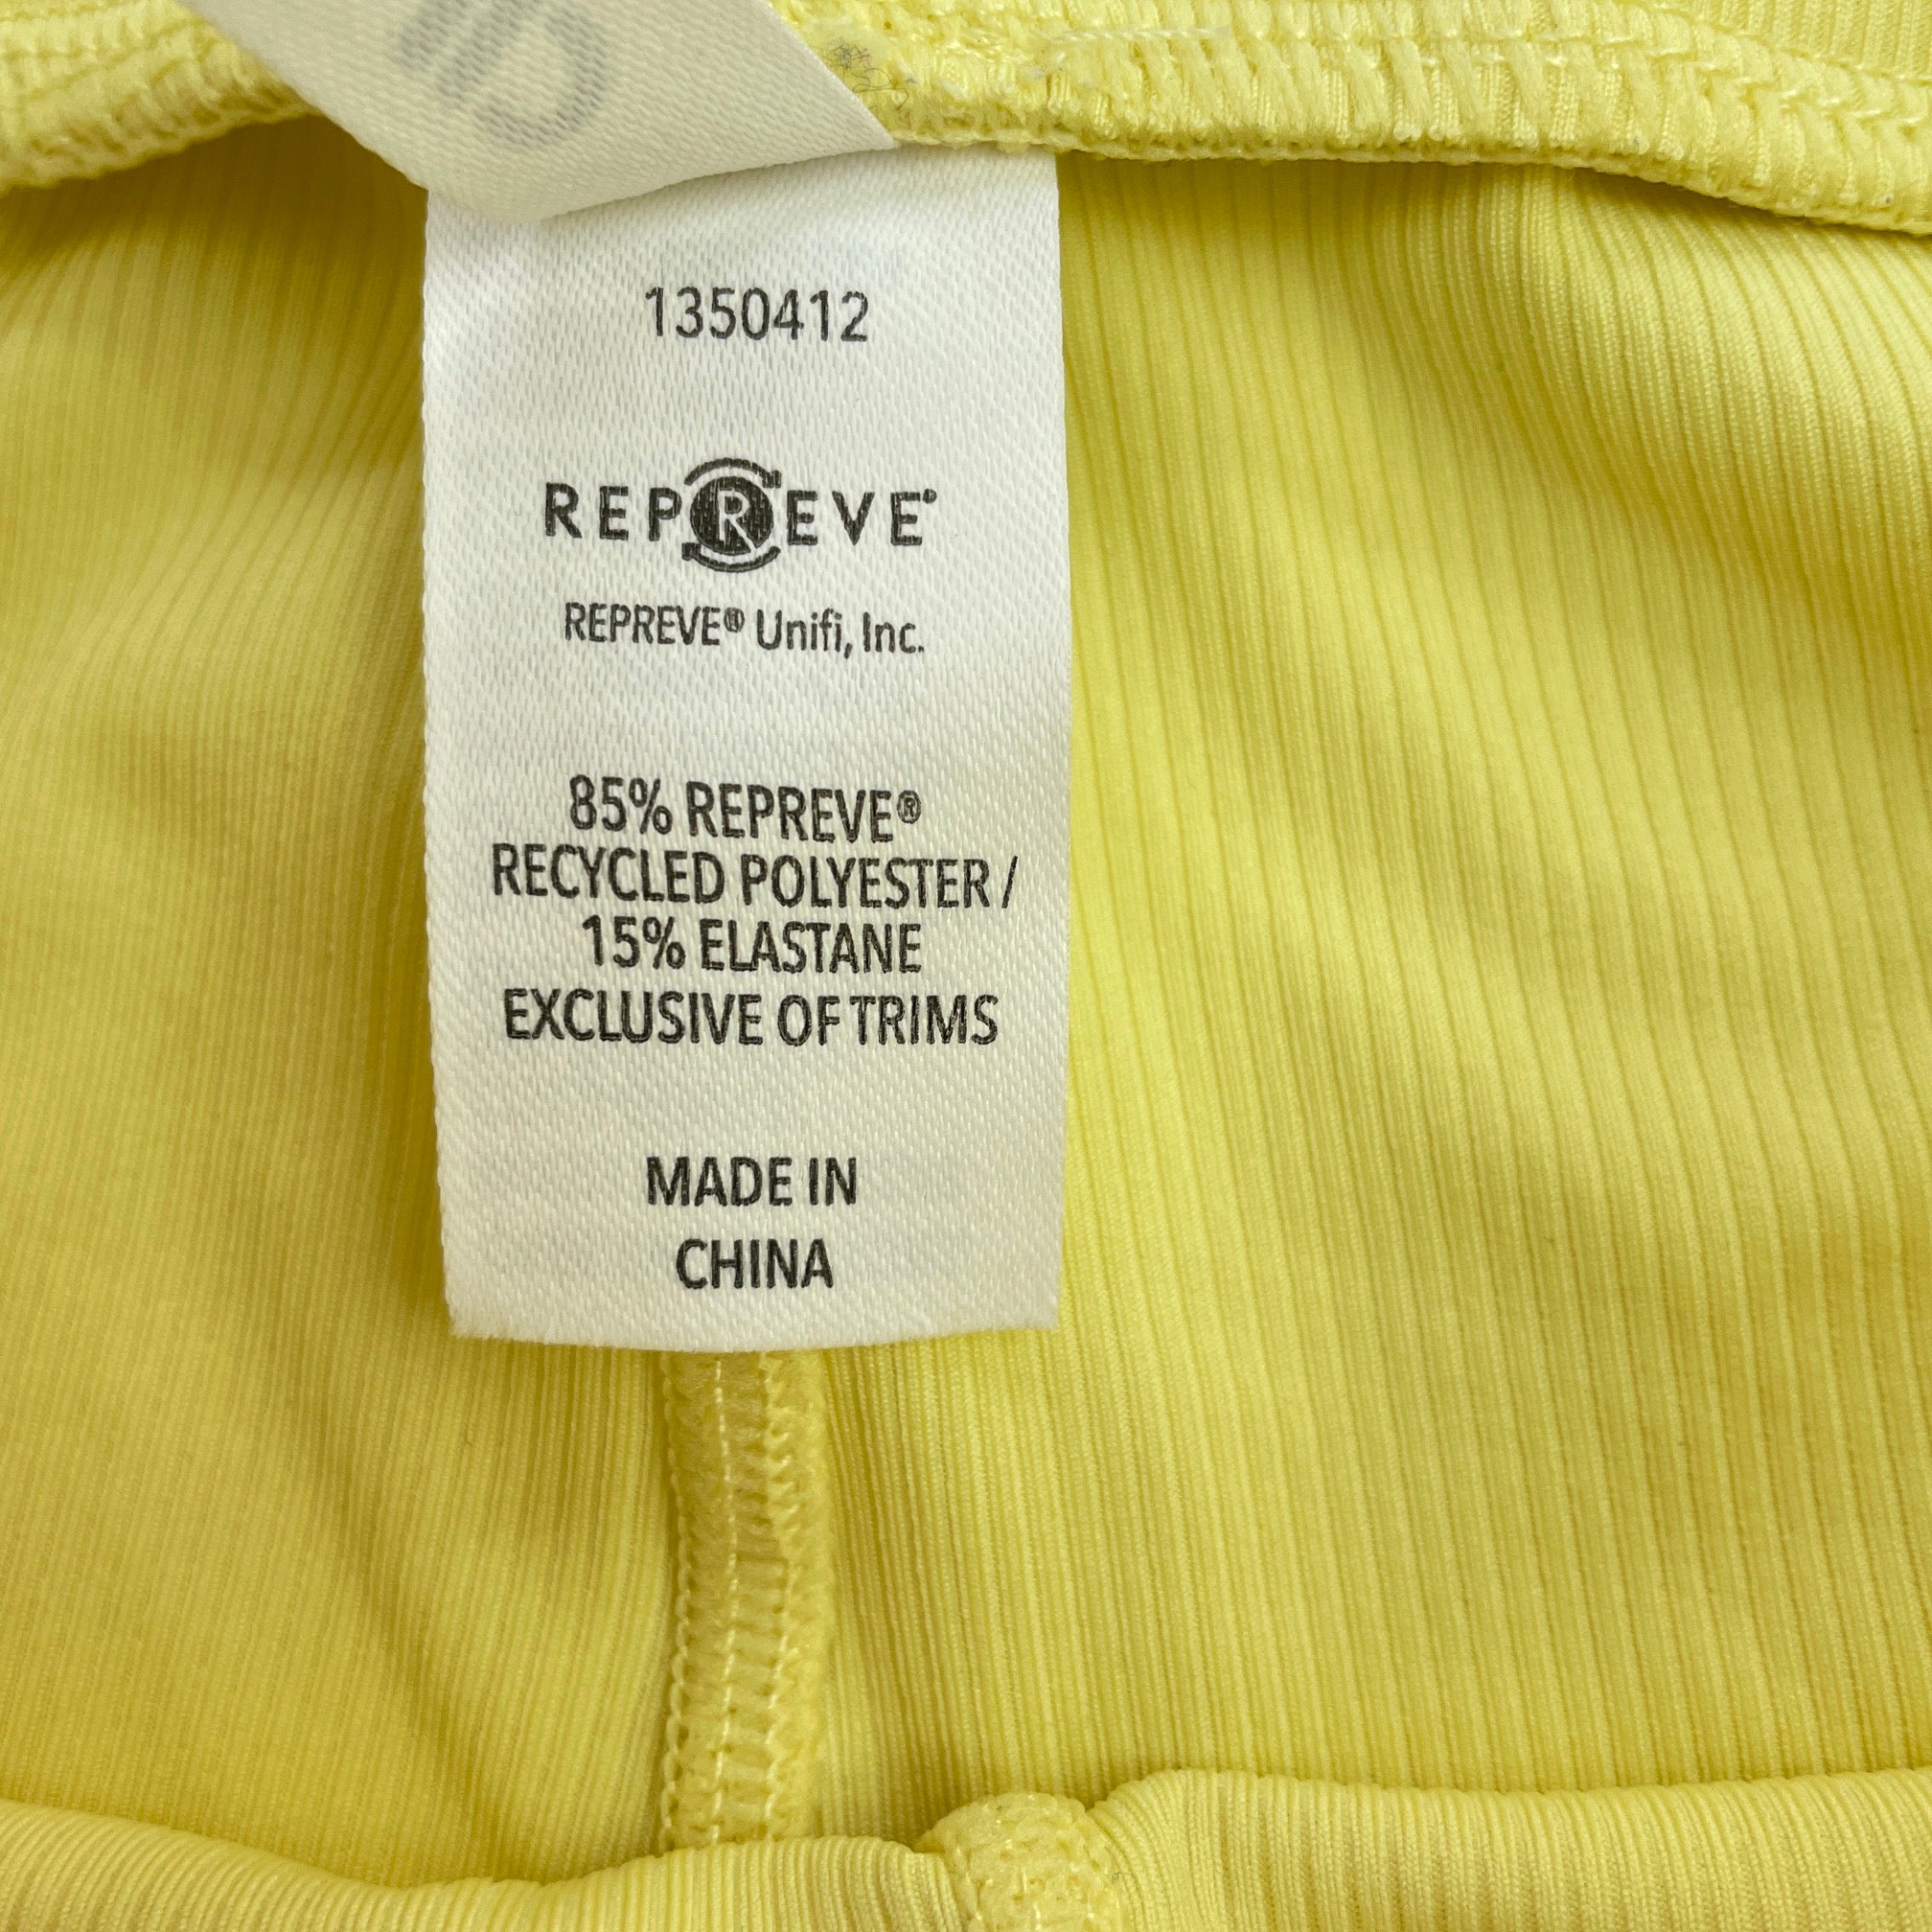 1350412
REPREVE®
REPREVE® Unifi, Inc.
85% REPREVE®
RECYCLED POLYESTER /
15% ELASTANE
EXCLUSIVE OF TRIMS
MADE IN
CHINA